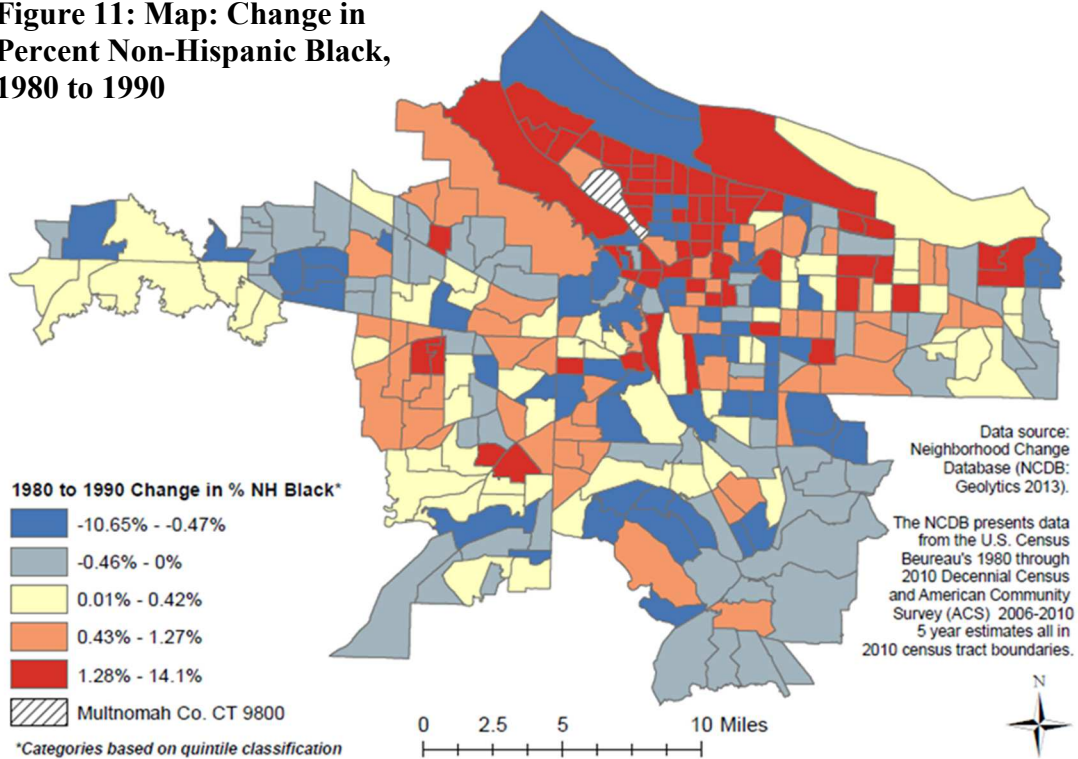 Figure 11: Map: Change in
Percent Non-Hispanic Black,
1980 to 1990
Data source:
Neighborhood Change
Database (NCDB:
Geolytics 2013).
The NCDB presents data
from the U.S. Census
Beureau's 1980 through
2010 Decennial Census
and American Community
Survey (ACS) 2006-2010
5 year estimates all in
2010 census tract boundaries.
1980 to 1990 Change in % NH Black*
-10.65% - -0.47%
-0.46% - 0%
0.01% - 0.42%
0.43% - 1.27%
1.28% - 14.1%
Multnomah Co. CT 9800
*Categories based on quintile classification
0 2.5 5 10 Miles
N